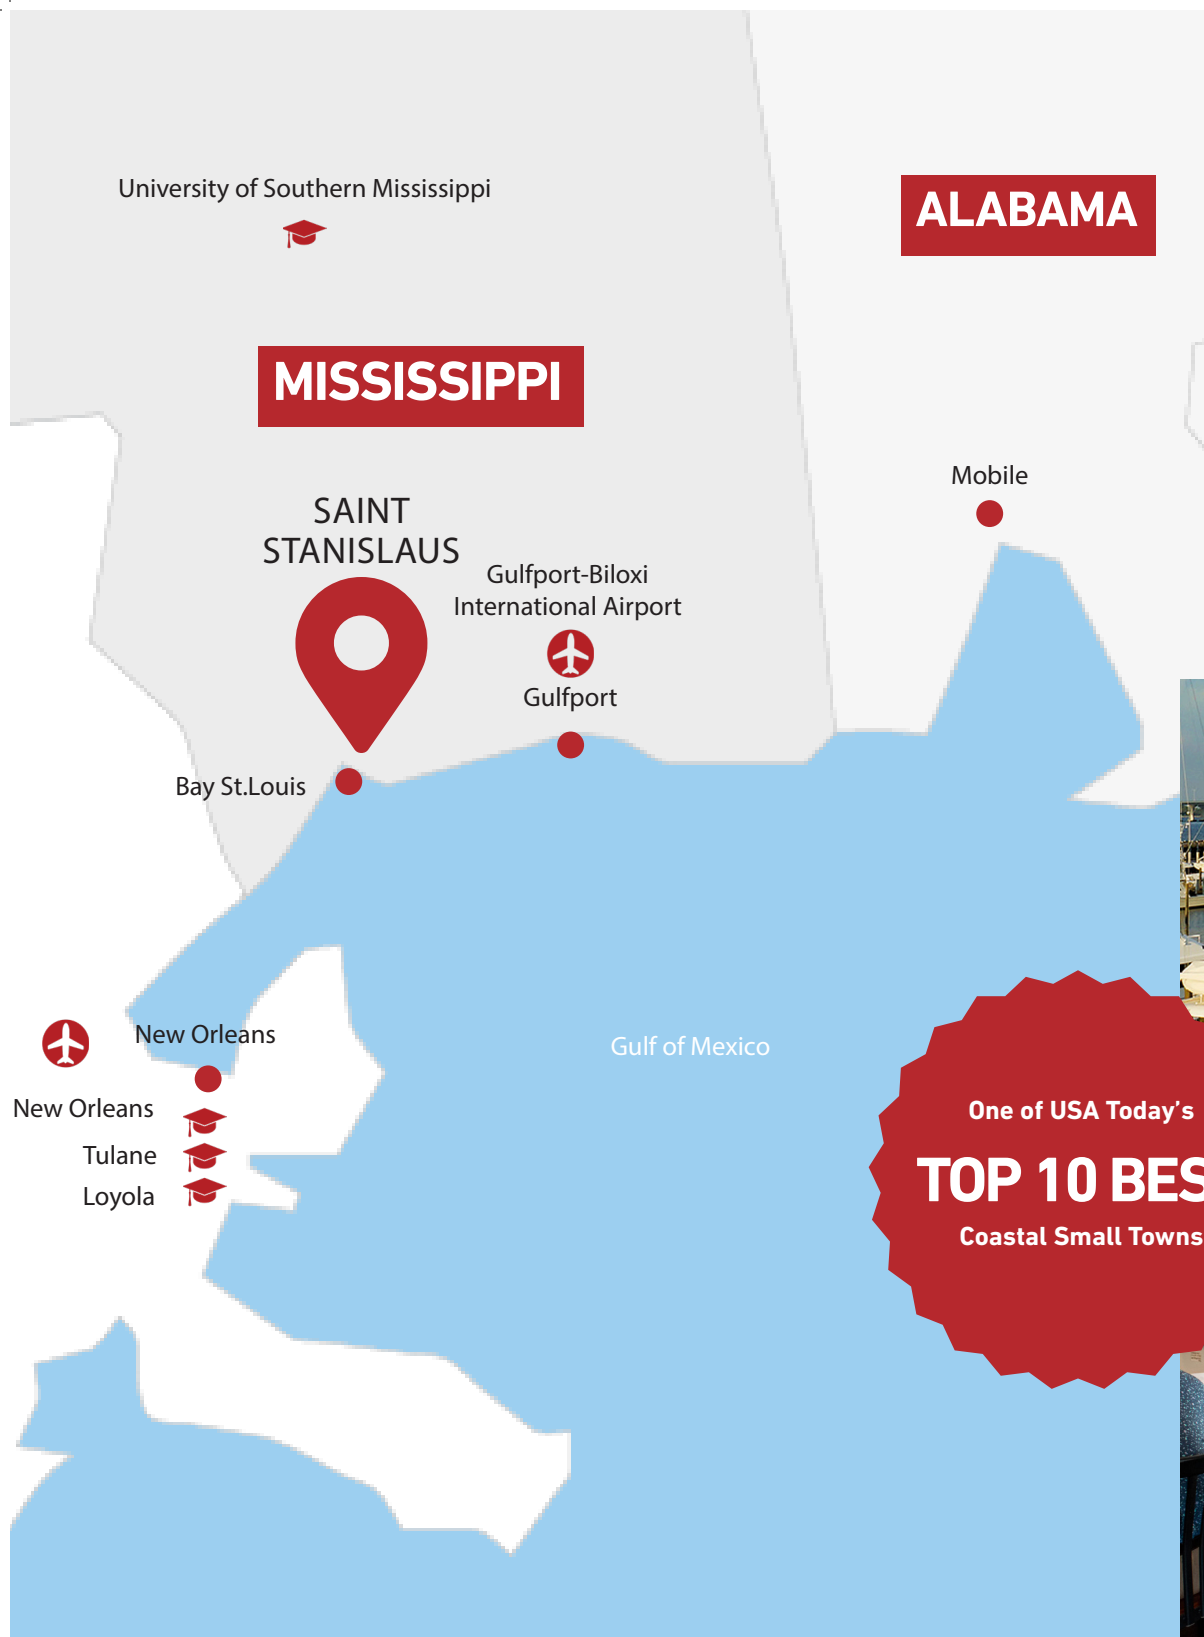 University of Southern Mississippi
ALABAMA
MISSISSIPPI
Mobile
SAINT
STANISLAUS
Gulfport-Biloxi
International Airport
Gulfport
Bay St.Louis
New Orleans
Gulf of Mexico
New Orleans
Tulane
Loyola
One of USA Today’s
TOP 10 BES
Coastal Small Towns